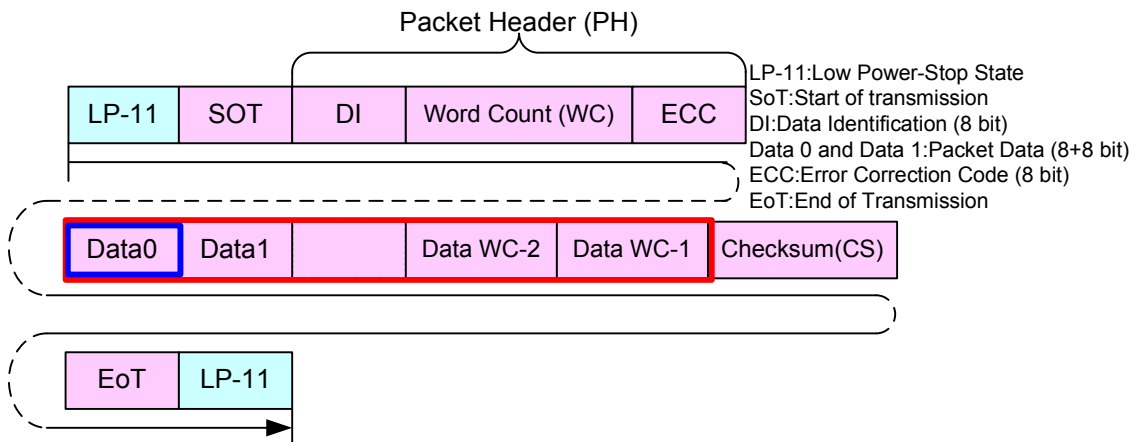 Packet Header (PH)
LP-11 SOT DI Word Count (WC) ECC
LP-11:Low Power-Stop State
SoT:Start of transmission
DI:Data Identification (8 bit)
Data 0 and Data 1:Packet Data (8+8 bit)
ECC:Error Correction Code (8 bit)
EoT:End of Transmission
Data0 Data1 Data WC-2 Data WC-1 Checksum(CS)
EoT LP-11